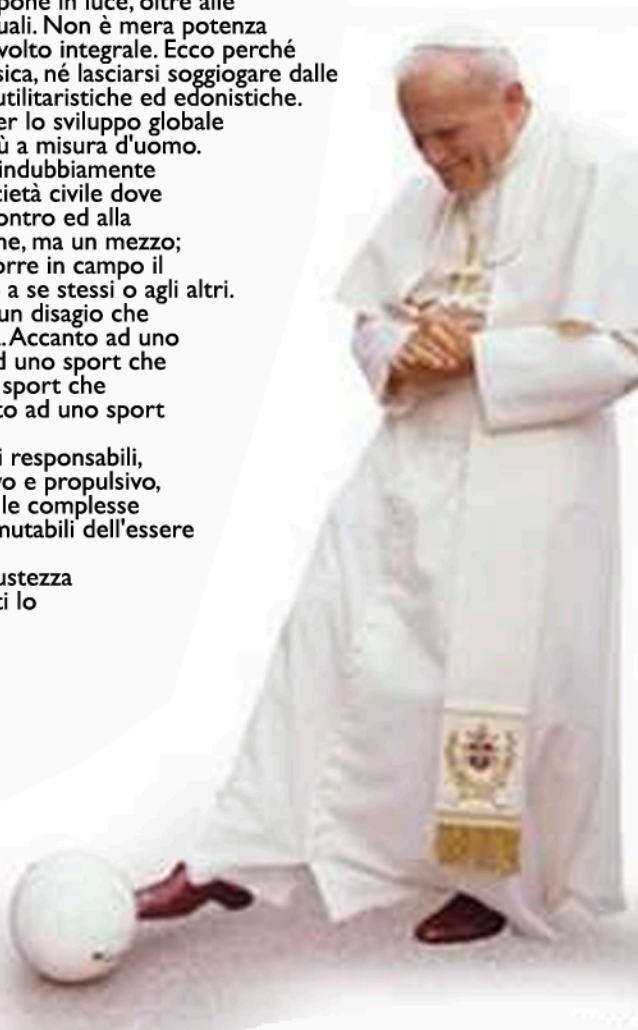 pone in luce, oltre alle
uali. Non è mera potenza
volto integrale. Ecco perché
sica, né lasciarsi soggiogare dalle
utilitaristiche ed edonistiche.
er lo sviluppo globale
ù a misura d'uomo.
indubbiamente
cietà civile dove
ontro ed alla
ne, ma un mezzo;
orre in campo il
a se stessi o agli altri.
un disagio che
. Accanto ad uno
d uno sport che
sport che
to ad uno sport
i responsabili,
vo e propulsivo,
le complesse
mutabili dell'essere
ustezza
ti lo